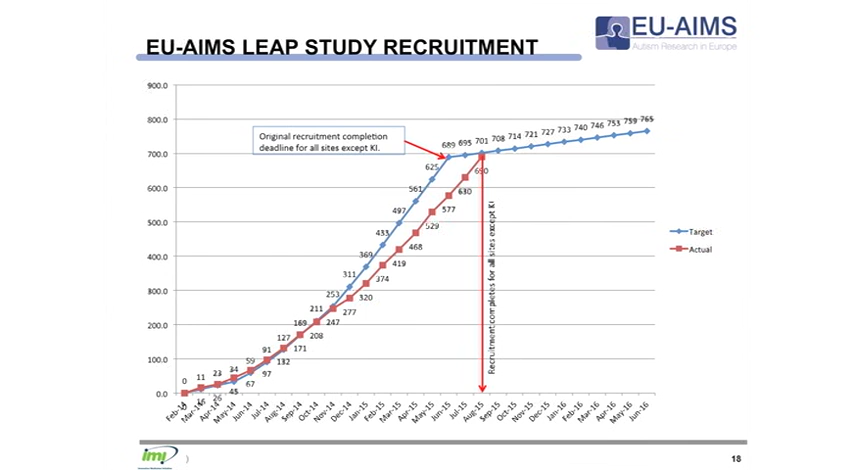 EU-AIMS LEAP STUDY RECRUITMENT
EU-AIMS
Autism Research in Europe
900.0
800.0
700.0
600.0
500.0
400.0
300.0
200.0
100.0
0.0
Original recruitment completion
deadline for all sites except KI.
0 11 23 34 59 91 127 169 211 253 311 369 433 497 561 625 689 695 701 708 714 721 727 733 740 746 753 759 765
0 16 26 45 67 97 132 171 208 247 277 320 374 419 468 529 577 630 690
Recruitment completes for all sites except KI
Target
Actual
Feb-14 Mar-14 Apr-14 May-14 Jun-14 Jul-14 Aug-14 Sep-14 Oct-14 Nov-14 Dec-14 Jan-15 Feb-15 Mar-15 Apr-15 May-15 Jun-15 Jul-15 Aug-15 Sep-15 Oct-15 Nov-15 Dec-15 Jan-16 Feb-16 Mar-16 Apr-16 May-16 Jun-16
imi
)
18